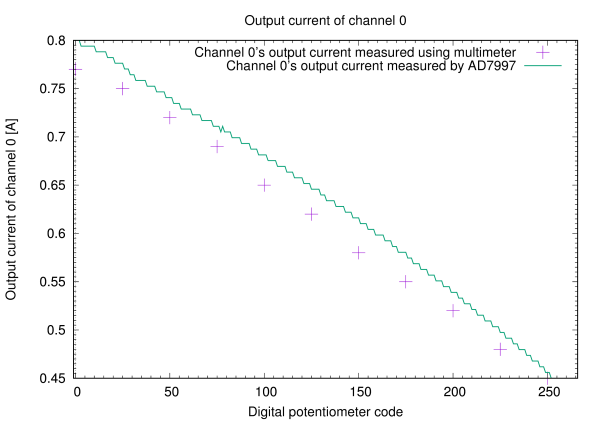 Output current of channel 0
Channel 0's output current measured using multimeter
Channel 0's output current measured by AD7997
0.8
0.75
0.7
0.65
0.6
0.55
0.5
0.45
Output current of channel 0 [A]
0 50 100 150 200 250
Digital potentiometer code